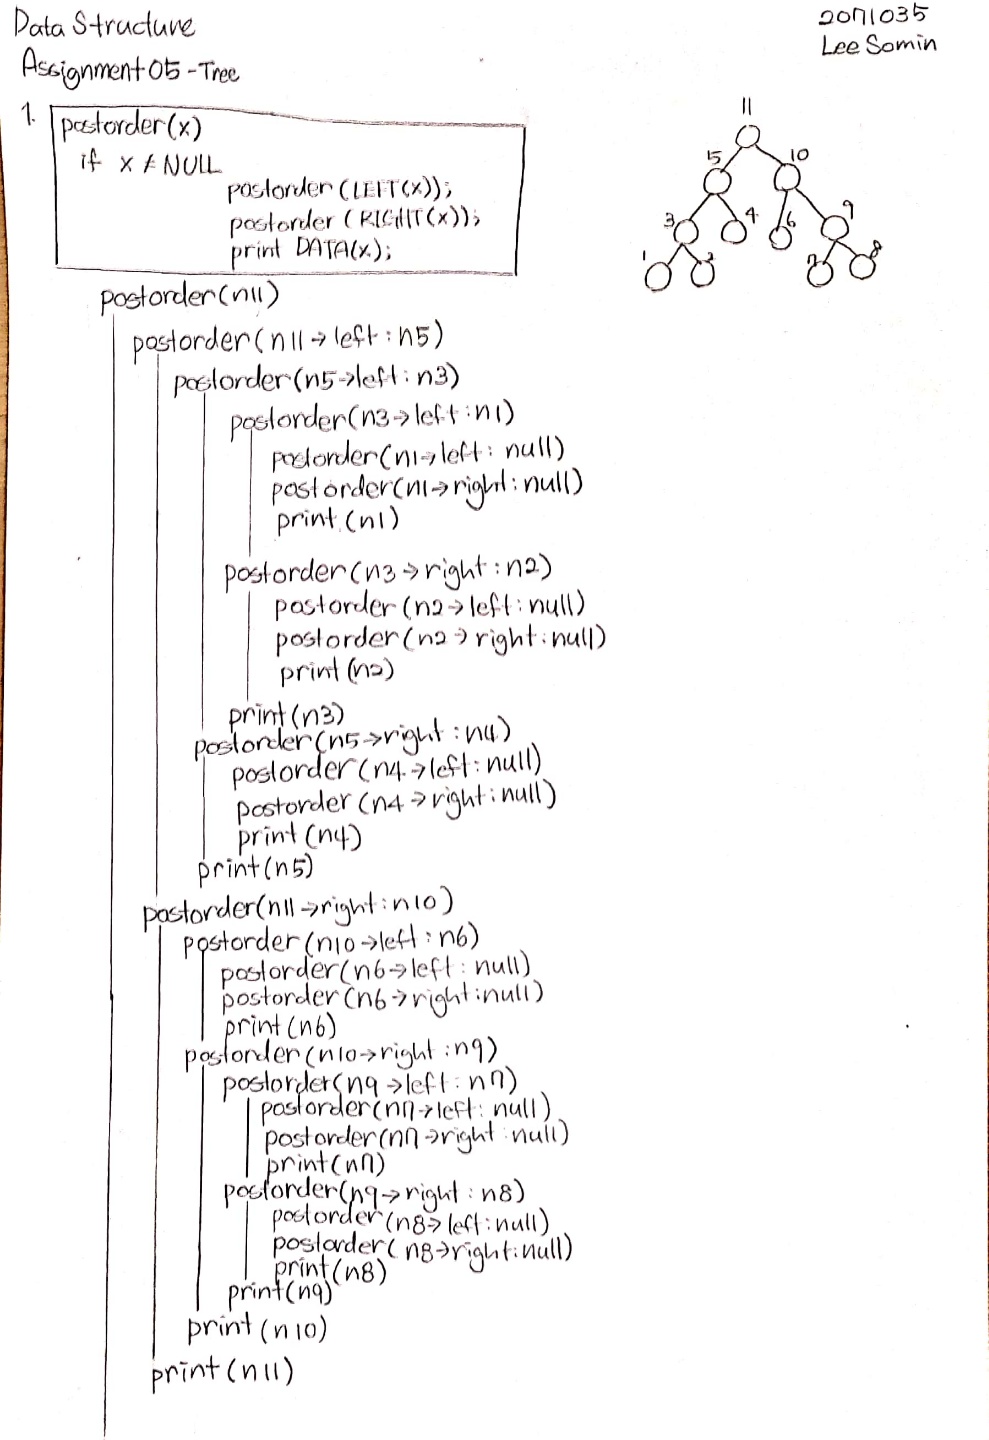 Data Structure
Assignment 05 - Tree
2071035
Lee Somin
1.
postorder(x)
if x ≠ NULL
postorder (LEFT(x));
postorder (RIGHT(x));
print DATA(x);
11
5 10
3 4 6 9
1 2 7 8
postorder(n11)
postorder(n11→left:n5)
postorder(n5→left:n3)
postorder(n3→left:n1)
postorder(n1→left: null)
postorder(n1→right:null)
print(n1)
postorder(n3→right:n2)
postorder(n2→left:null)
postorder(n2→right:null)
print(n2)
print(n3)
postorder(n5→right:n4)
postorder(n4→left:null)
postorder(n4→right:null)
print(n4)
print(n5)
postorder(n11→right:n10)
postorder(n10→left:n6)
postorder(n6→left:null)
postorder(n6→right:null)
print(n6)
postorder(n10→right:n9)
postorder(n9→left:n7)
postorder(n7→left:null)
postorder(n7→right:null)
print(n7)
postorder(n9→right:n8)
postorder(n8→left:null)
postorder(n8→right:null)
print(n8)
print(n9)
print(n10)
print(n11)